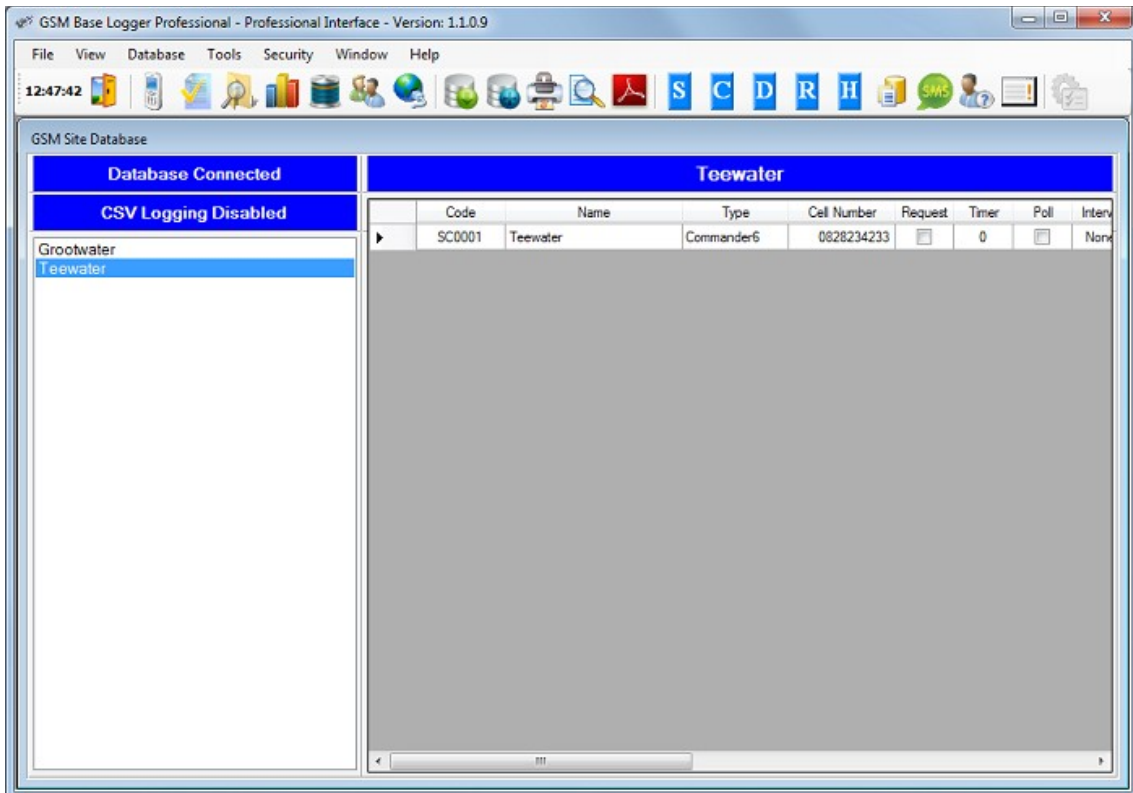 GSM Base Logger Professional - Professional Interface - Version: 1.1.0.9
File View Database Tools Security Window Help
12:47:42 S C D R H SMS
GSM Site Database
Database Connected
Teewater
CSV Logging Disabled
Code Name Type Cell Number Request Timer Poll Interv
SC0001 Teewater Commander6 0828234233 0 None
Grootwater
Teewater